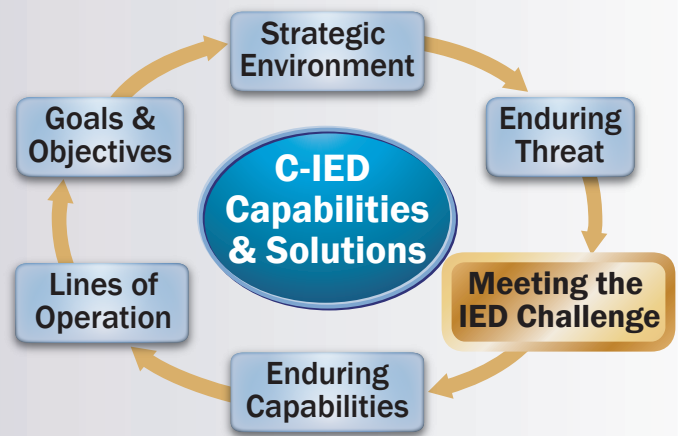 Strategic
Environment
Enduring
Threat
Meeting the
IED Challenge
Enduring
Capabilities
Lines of
Operation
Goals &
Objectives
C-IED
Capabilities
& Solutions